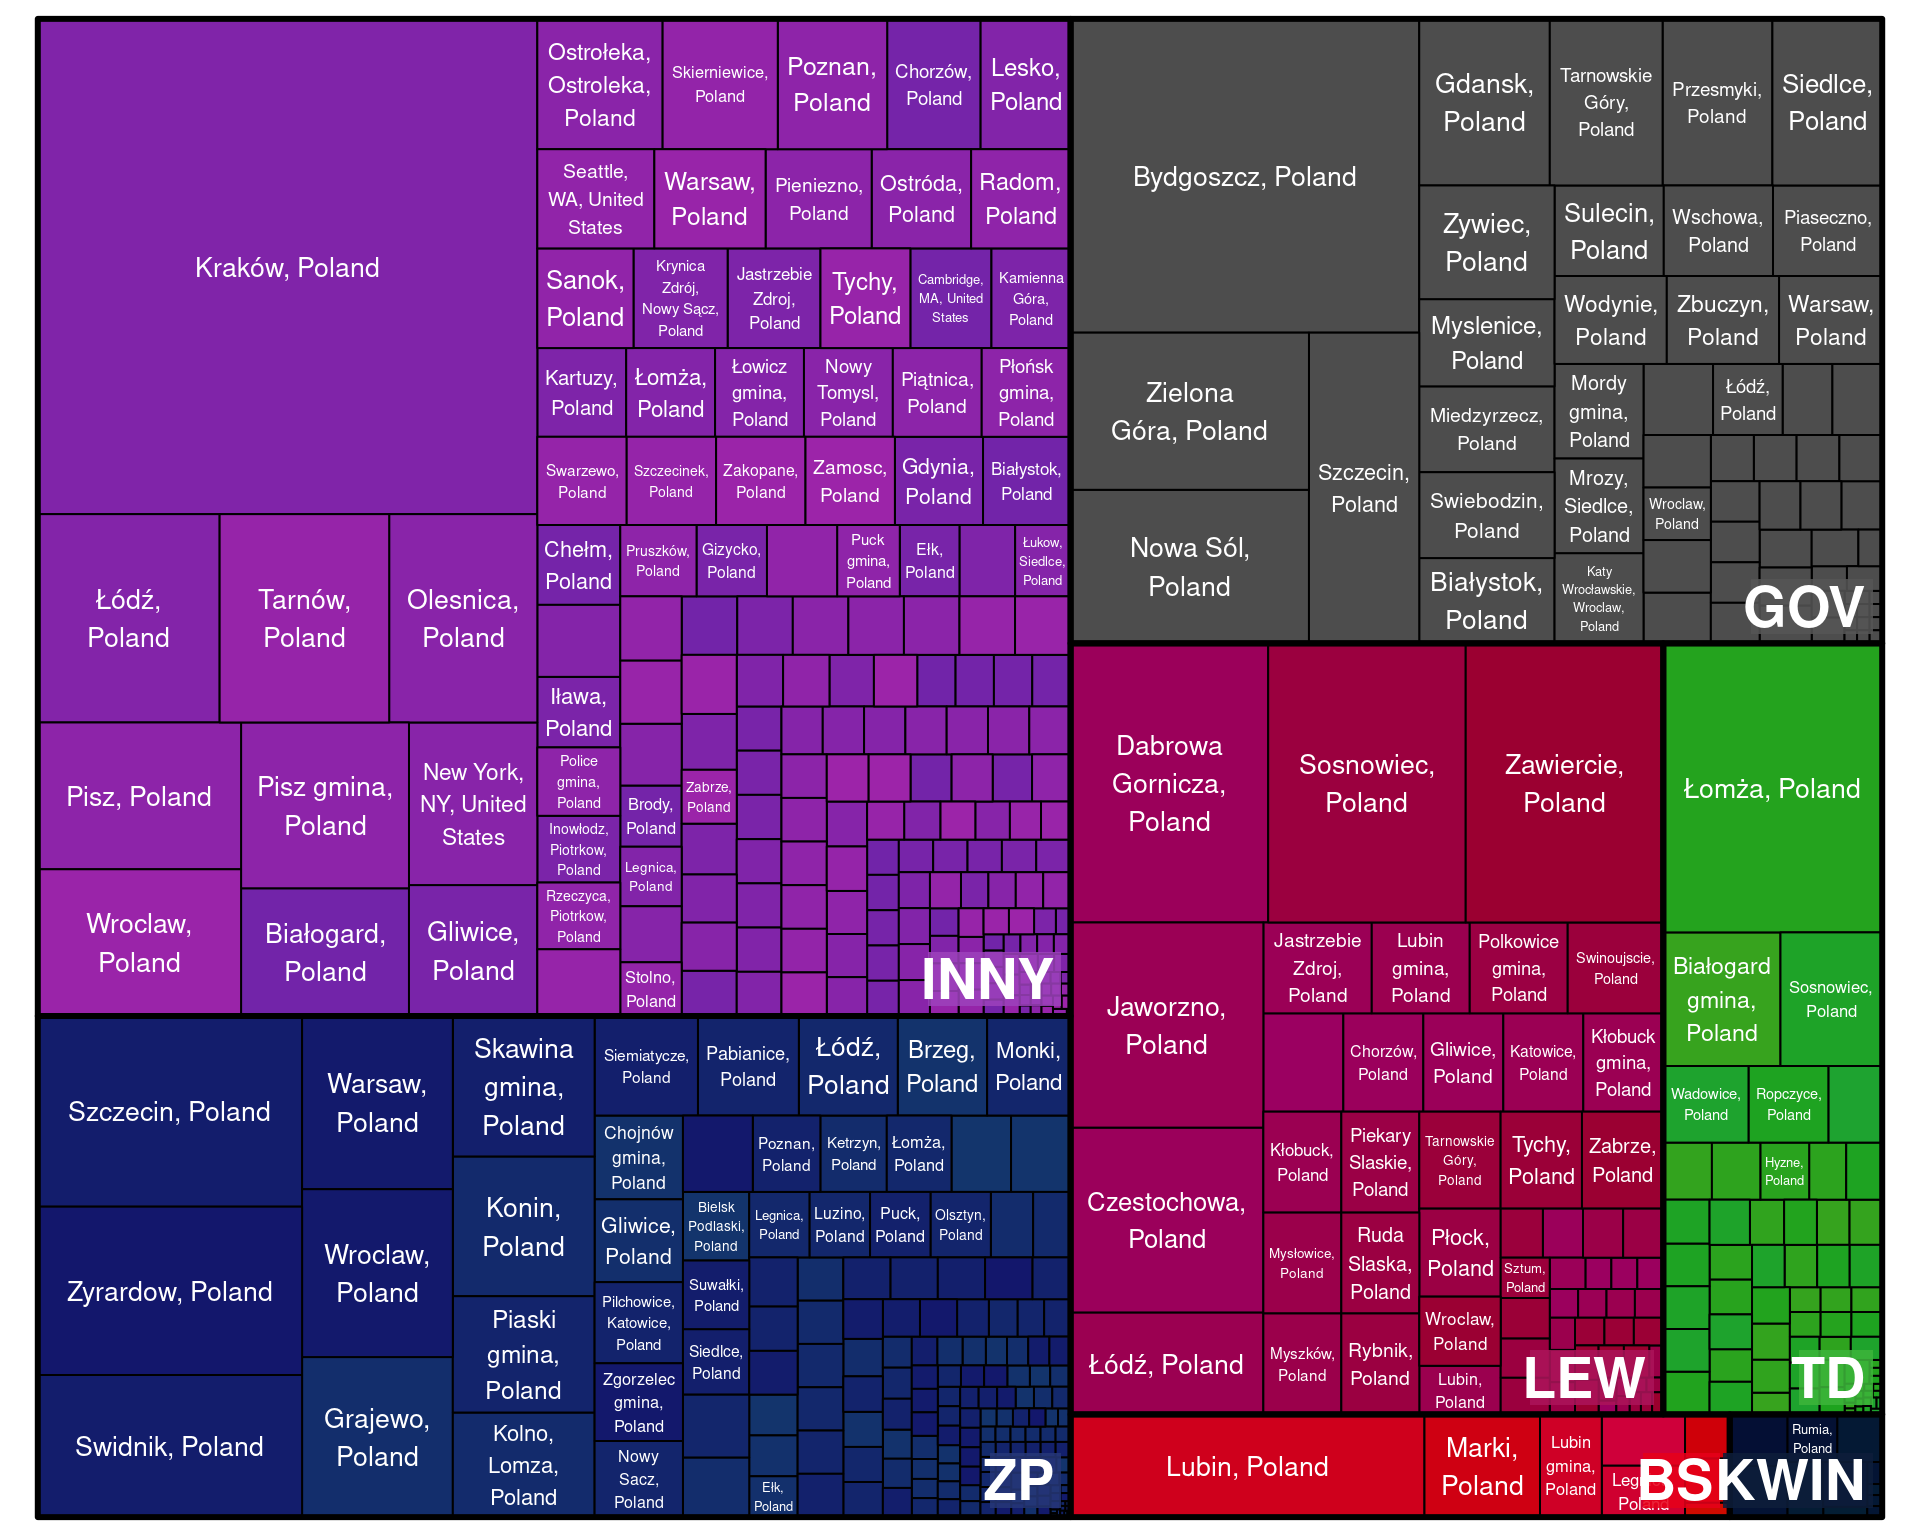 Kraków, Poland
Łódź,
Poland
Tarnów,
Poland
Olesnica,
Poland
Pisz, Poland
Pisz gmina,
Poland
New York,
NY, United
States
Wroclaw,
Poland
Białogard,
Poland
Gliwice,
Poland
Ostrołeka,
Ostroleka,
Poland
Skierniewice,
Poland
Poznan,
Poland
Chorzów,
Poland
Lesko,
Poland
Seattle,
WA, United
States
Warsaw,
Poland
Pieniezno,
Poland
Ostróda,
Poland
Radom,
Poland
Sanok,
Poland
Krynica
Zdrój,
Nowy Sącz,
Poland
Jastrzebie
Zdroj,
Poland
Tychy,
Poland
Cambridge,
MA, United
States
Kamienna
Góra,
Poland
Kartuzy,
Poland
Łomża,
Poland
Łowicz
gmina,
Poland
Nowy
Tomysl,
Poland
Piątnica,
Poland
Płońsk
gmina,
Poland
Swarzewo,
Poland
Szczecinek,
Poland
Zakopane,
Poland
Zamosc,
Poland
Gdynia,
Poland
Białystok,
Poland
Chełm,
Poland
Pruszków,
Poland
Gizycko,
Poland
Puck
gmina,
Poland
Ełk,
Poland
Łukow,
Siedlce,
Poland
Iława,
Poland
Police
gmina,
Poland
Inowłodz,
Piotrkow,
Poland
Rzeczyca,
Piotrkow,
Poland
Brody,
Poland
Legnica,
Poland
Stolno,
Poland
Zabrze,
Poland
INNY
Bydgoszcz, Poland
Zielona
Góra, Poland
Nowa Sól,
Poland
Szczecin,
Poland
Gdansk,
Poland
Tarnowskie
Góry,
Poland
Przesmyki,
Poland
Siedlce,
Poland
Zywiec,
Poland
Sulecin,
Poland
Wschowa,
Poland
Piaseczno,
Poland
Myslenice,
Poland
Wodynie,
Poland
Zbuczyn,
Poland
Warsaw,
Poland
Miedzyrzecz,
Poland
Mordy
gmina,
Poland
Łódź,
Poland
Swiebodzin,
Poland
Mrozy,
Siedlce,
Poland
Wroclaw,
Poland
Białystok,
Poland
Katy
Wrocławskie,
Wroclaw,
Poland
GOV
Szczecin, Poland
Zyrardow, Poland
Swidnik, Poland
Warsaw,
Poland
Wroclaw,
Poland
Grajewo,
Poland
Skawina
gmina,
Poland
Konin,
Poland
Piaski
gmina,
Poland
Kolno,
Lomza,
Poland
Siemiatycze,
Poland
Pabianice,
Poland
Łódź,
Poland
Brzeg,
Poland
Monki,
Poland
Chojnów
gmina,
Poland
Gliwice,
Poland
Pilchowice,
Katowice,
Poland
Zgorzelec
gmina,
Poland
Nowy
Sacz,
Poland
Poznan,
Poland
Ketrzyn,
Poland
Łomża,
Poland
Bielsk
Podlaski,
Poland
Legnica,
Poland
Luzino,
Poland
Puck,
Poland
Olsztyn,
Poland
Suwałki,
Poland
Siedlce,
Poland
Ełk,
Poland
ZP
Dabrowa
Gornicza,
Poland
Sosnowiec,
Poland
Zawiercie,
Poland
Jaworzno,
Poland
Czestochowa,
Poland
Łódź, Poland
Jastrzebie
Zdroj,
Poland
Lubin
gmina,
Poland
Polkowice
gmina,
Poland
Swinoujscie,
Poland
Chorzów,
Poland
Gliwice,
Poland
Katowice,
Poland
Kłobuck
gmina,
Poland
Kłobuck,
Poland
Piekary
Slaskie,
Poland
Tarnowskie
Góry,
Poland
Tychy,
Poland
Zabrze,
Poland
Mysłowice,
Poland
Ruda
Slaska,
Poland
Płock,
Poland
Sztum,
Poland
Myszków,
Poland
Rybnik,
Poland
Wroclaw,
Poland
Lubin,
Poland
LEW
Łomża, Poland
Białogard
gmina,
Poland
Sosnowiec,
Poland
Wadowice,
Poland
Ropczyce,
Poland
Hyzne,
Poland
TD
Lubin, Poland
Marki,
Poland
Lubin
gmina,
Poland
Rumia,
Poland
BSKWIN